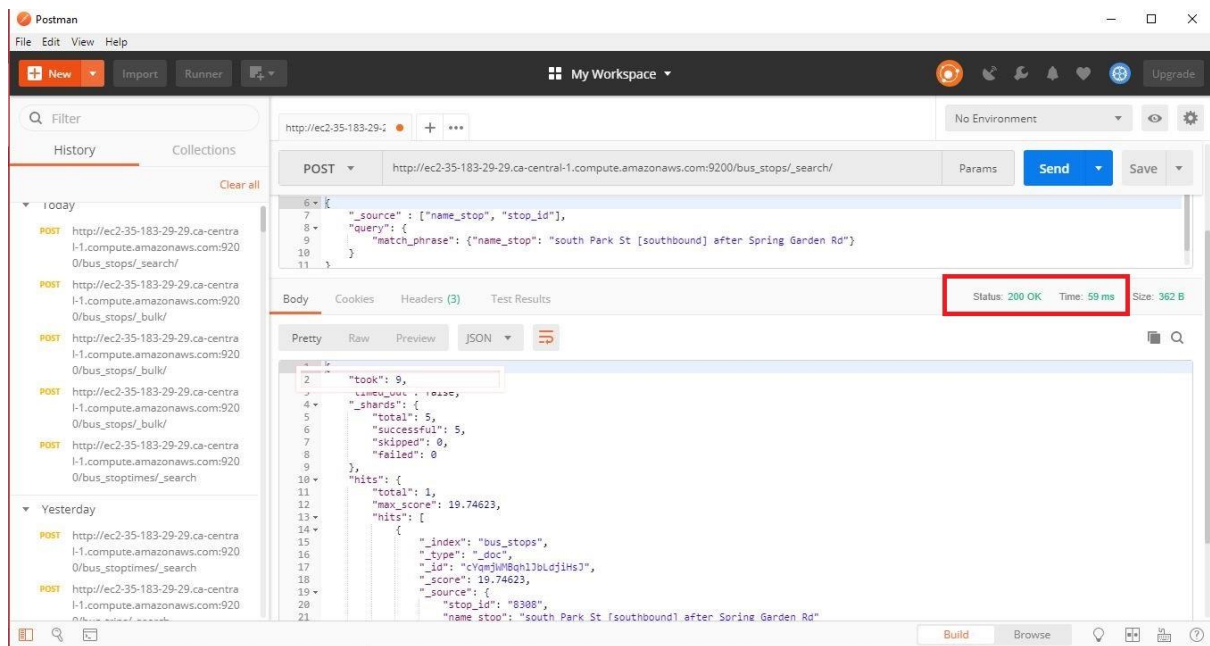 Postman
File Edit View Help
New Import Runner My Workspace Upgrade
Filter
History Collections
Clear all
Today
POST http://ec2-35-183-29-29.ca-centra
l-1.compute.amazonaws.com:920
0/bus_stops/_search/
POST http://ec2-35-183-29-29.ca-centra
l-1.compute.amazonaws.com:920
0/bus_stops/_bulk/
POST http://ec2-35-183-29-29.ca-centra
l-1.compute.amazonaws.com:920
0/bus_stops/_bulk/
POST http://ec2-35-183-29-29.ca-centra
l-1.compute.amazonaws.com:920
0/bus_stops/_bulk/
POST http://ec2-35-183-29-29.ca-centra
l-1.compute.amazonaws.com:920
0/bus_stoptimes/_search
Yesterday
POST http://ec2-35-183-29-29.ca-centra
l-1.compute.amazonaws.com:920
0/bus_stoptimes/_search
POST http://ec2-35-183-29-29.ca-centra
l-1.compute.amazonaws.com:920
http://ec2-35-183-29-2 + •••
No Environment
POST http://ec2-35-183-29-29.ca-central-1.compute.amazonaws.com:9200/bus_stops/_search/ Params Send Save
6 {
7 "_source" : ["name_stop", "stop_id"],
8 "query": {
9 "match_phrase": {"name_stop": "south Park St [southbound] after Spring Garden Rd"}
10 }
11 }
Body Cookies Headers (3) Test Results Status: 200 OK Time: 59 ms Size: 362 B
Pretty Raw Preview JSON
1 {
2 "took": 9,
3 "timed_out": false,
4 "_shards": {
5 "total": 5,
6 "successful": 5,
7 "skipped": 0,
8 "failed": 0
9 },
10 "hits": {
11 "total": 1,
12 "max_score": 19.74623,
13 "hits": [
14 {
15 "_index": "bus_stops",
16 "_type": "_doc",
17 "_id": "cYqmjWMBqhlJbLdjiHsJ",
18 "_score": 19.74623,
19 "_source": {
20 "stop_id": "8308",
21 "name_stop": "south Park St [southbound] after Spring Garden Rd"
Build Browse